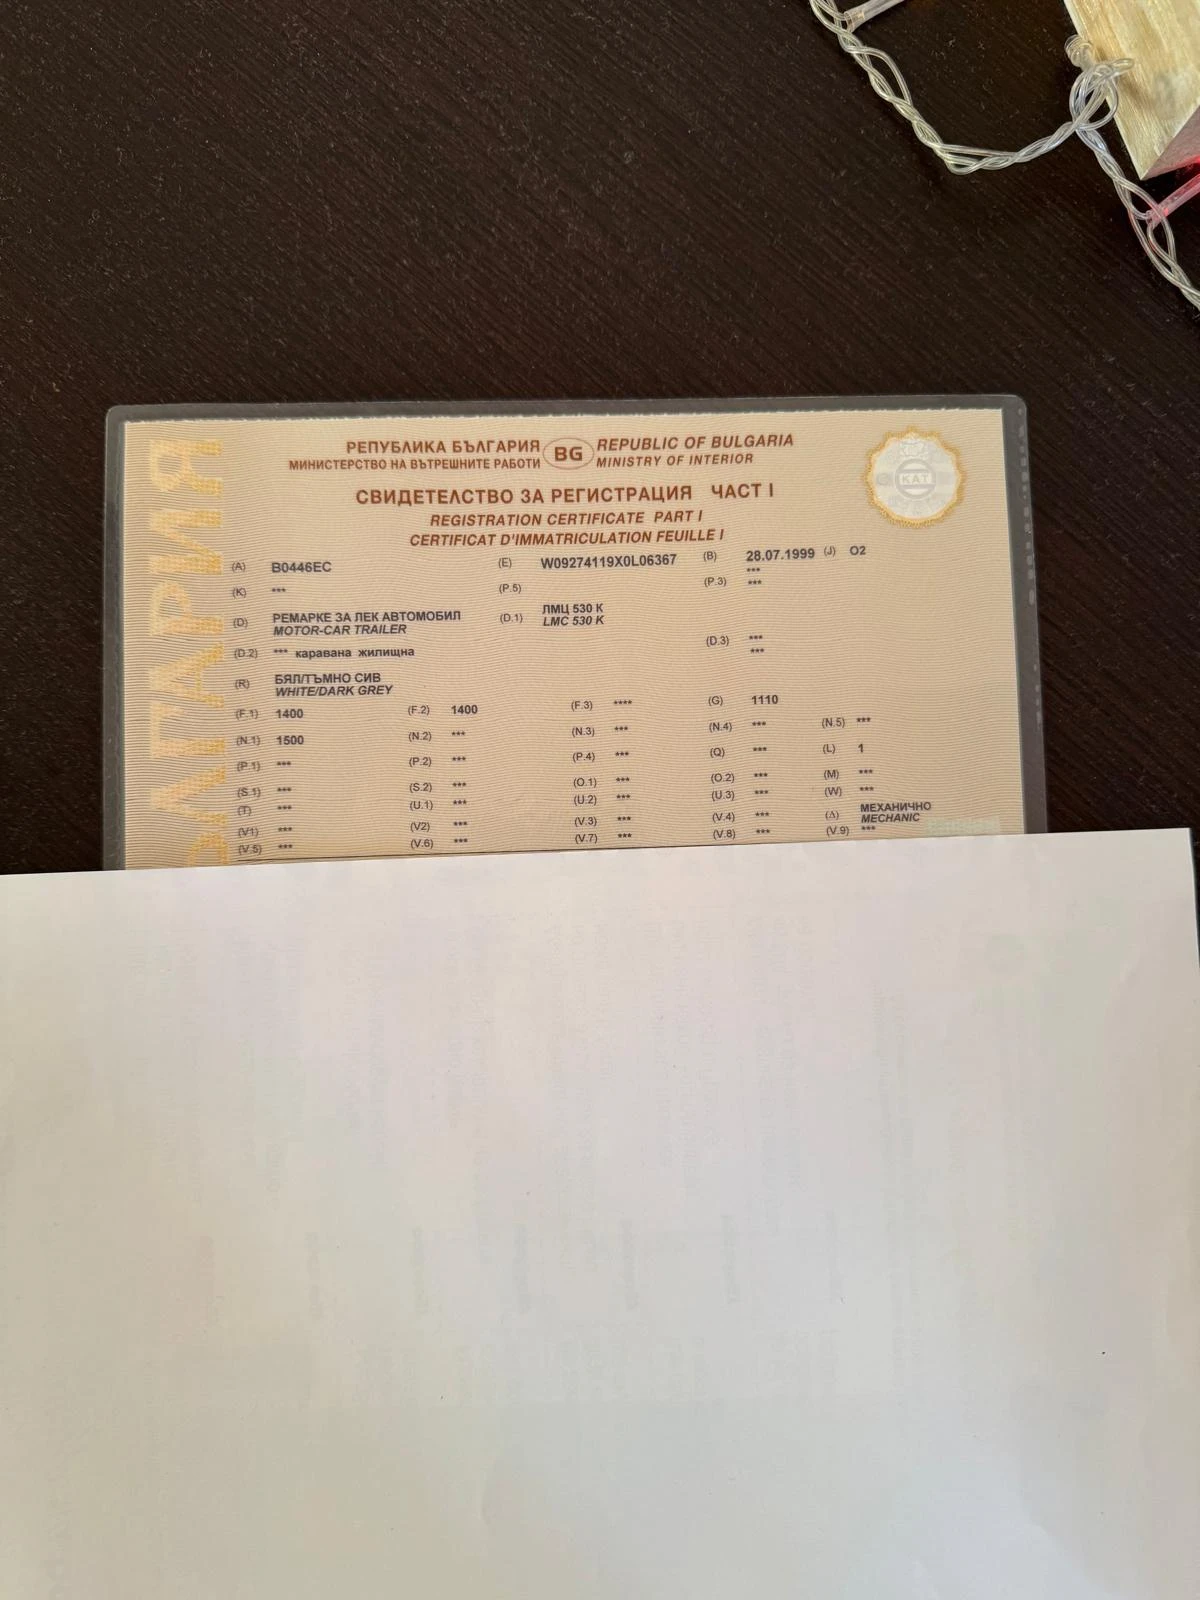 РЕПУБЛИКА БЪЛГАРИЯ BG REPUBLIC OF BULGARIA
МИНИСТЕРСТВО НА ВЪТРЕШНИТЕ РАБОТИ MINISTRY OF INTERIOR
КАТ
СВИДЕТЕЛСТВО ЗА РЕГИСТРАЦИЯ ЧАСТ I
REGISTRATION CERTIFICATE PART I
CERTIFICAT D'IMMATRICULATION FEUILLE I
(A) B0446EC (E) W09274119X0L06367 (B) 28.07.1999 (J) O2
***
(K) *** (P.5) (P.3) ***
(D) РЕМАРКЕ ЗА ЛЕК АВТОМОБИЛ (D.1) ЛМЦ 530 К
MOTOR-CAR TRAILER LMC 530 K
(D.2) *** каравана жилищна (D.3) ***
***
(R) БЯЛ/ТЪМНО СИВ
WHITE/DARK GREY
(F.1) 1400 (F.2) 1400 (F.3) **** (G) 1110
(N.1) 1500 (N.2) *** (N.3) *** (N.4) *** (N.5) ***
(P.1) *** (P.2) *** (P.4) *** (Q) *** (L) 1
(S.1) *** (S.2) *** (O.1) *** (O.2) *** (M) ***
(T) *** (U.1) *** (U.2) *** (U.3) *** (W) ***
(V1) *** (V2) *** (V.3) *** (V.4) *** (Δ) МЕХАНИЧНО
MECHANIC
(V.5) *** (V.6) *** (V.7) *** (V.8) *** (V.9) ***
ЛГАРИЯ